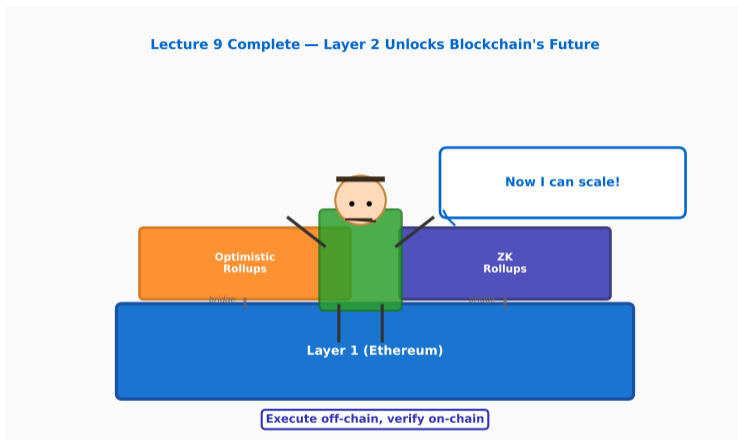 Lecture 9 Complete — Layer 2 Unlocks Blockchain's Future
Now I can scale!
Optimistic
Rollups
ZK
Rollups
bridge
Layer 1 (Ethereum)
Execute off-chain, verify on-chain